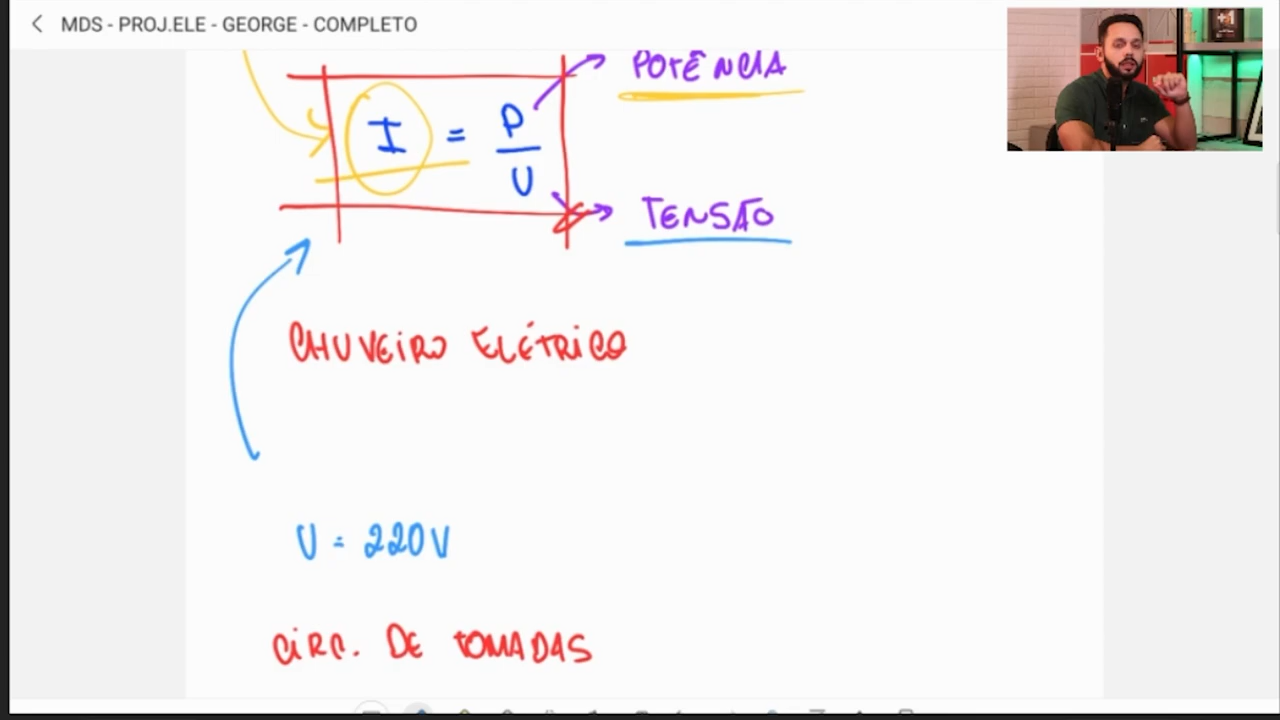 MDS - PROJ.ELE - GEORGE - COMPLETO
POTÊNCIA
I = P
U
TENSÃO
CHUVEIRO ELÉTRICO
U = 220V
CIRC. DE TOMADAS